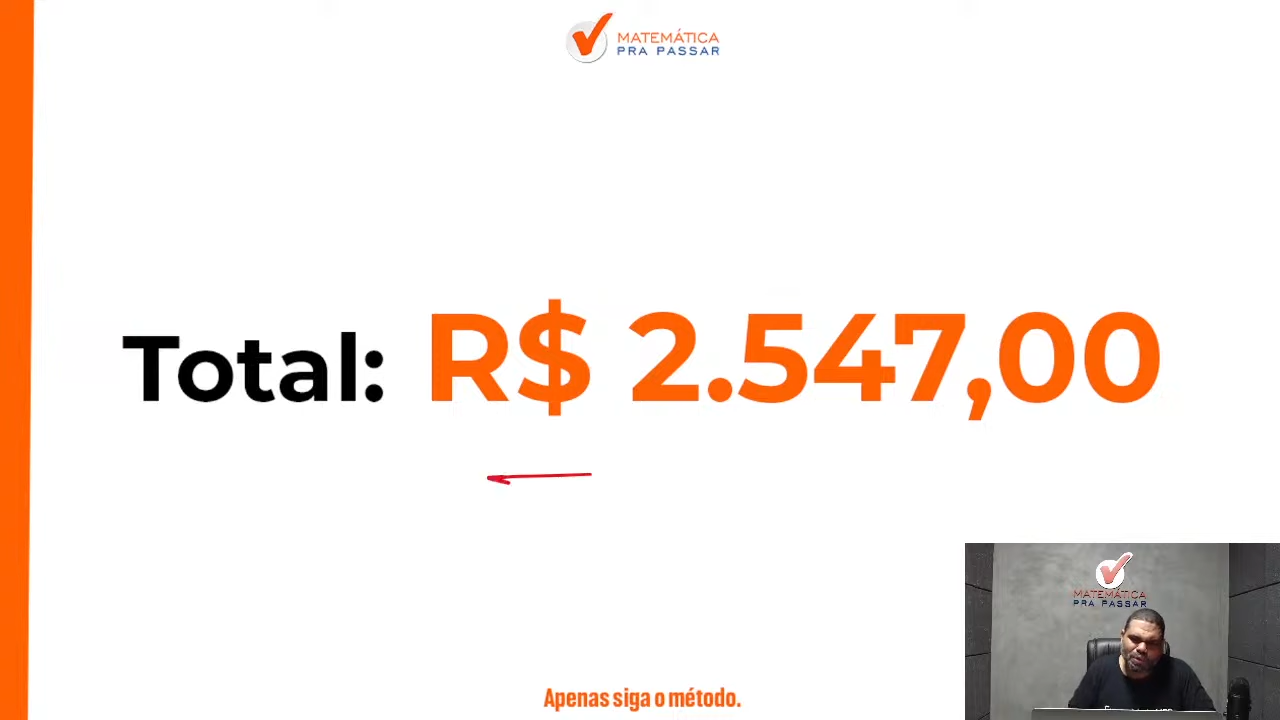 MATEMÁTICA
PRA PASSAR
Total: R$ 2.547,00
MATEMÁTICA
PRA PASSAR
Apenas siga o método.